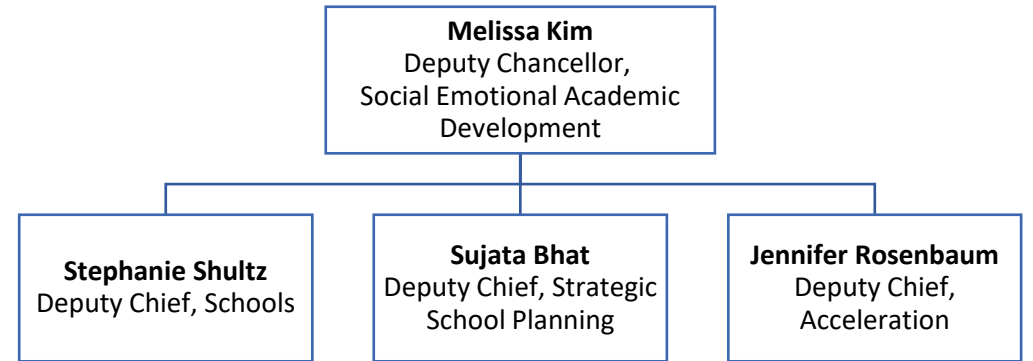 Melissa Kim
Deputy Chancellor,
Social Emotional Academic
Development
Stephanie Shultz
Deputy Chief, Schools
Sujata Bhat
Deputy Chief, Strategic
School Planning
Jennifer Rosenbaum
Deputy Chief,
Acceleration